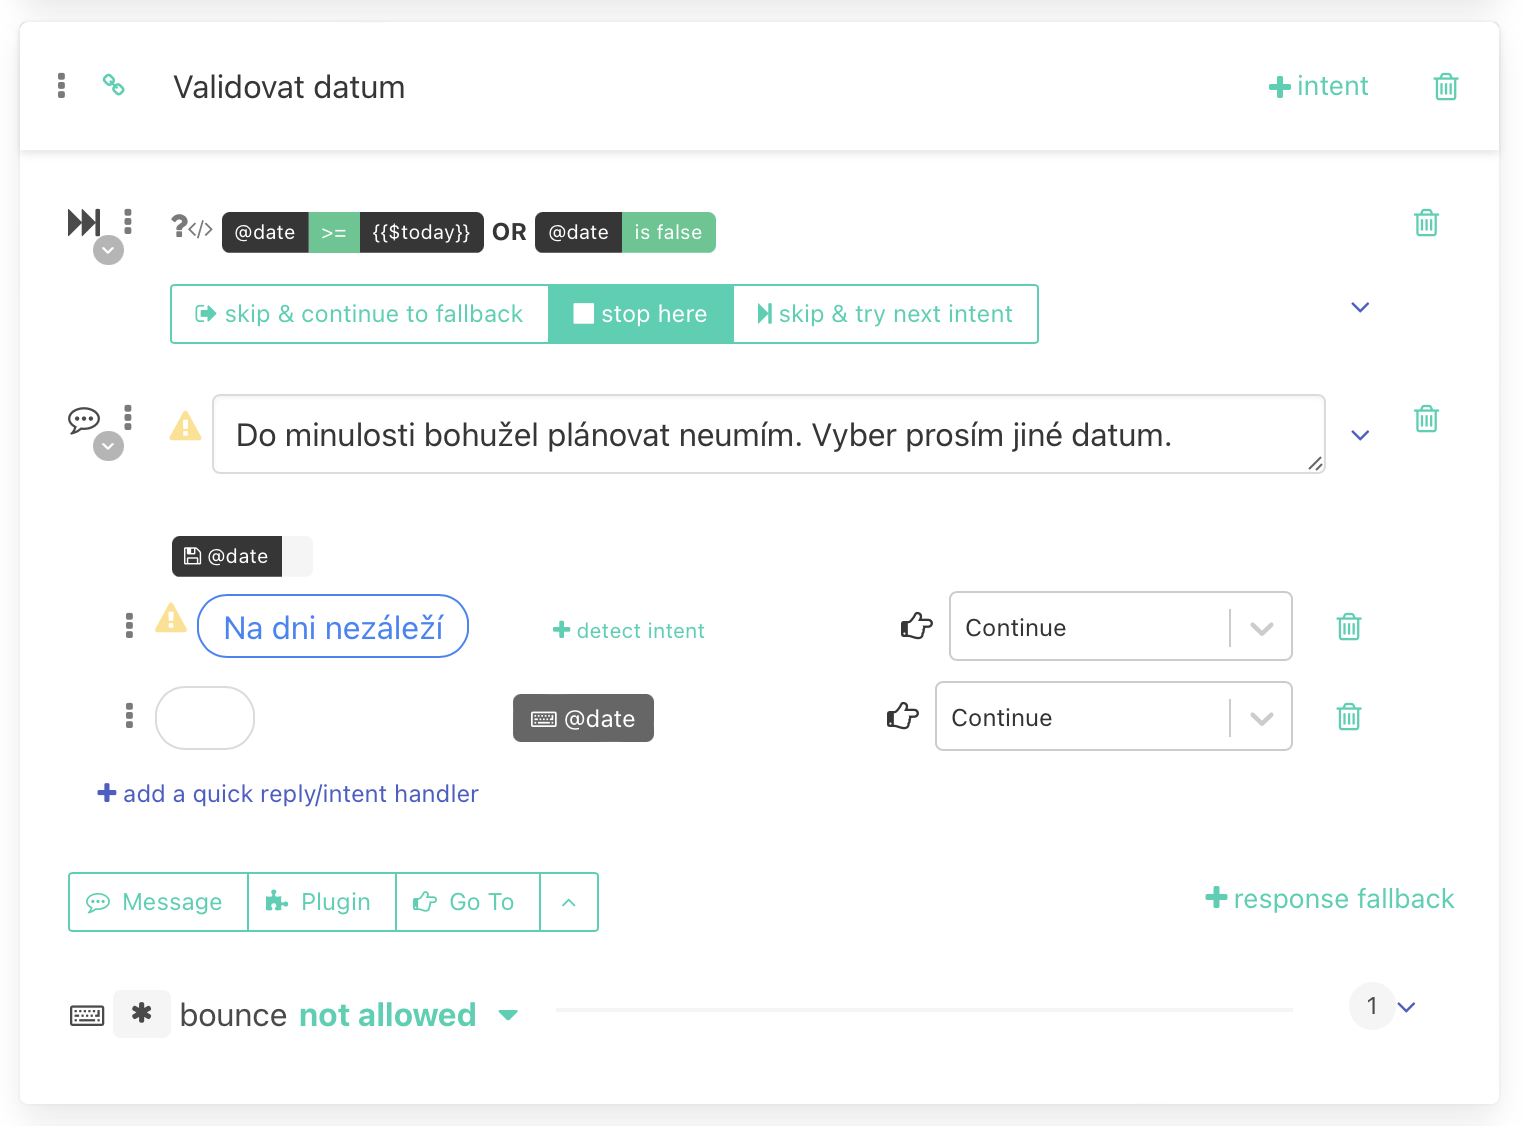 Validovat datum
intent
@date >= {{$today}} OR @date is false
skip & continue to fallback stop here skip & try next intent
Do minulosti bohužel plánovat neumím. Vyber prosím jiné datum.
@date
Na dni nezáleží detect intent Continue
@date Continue
add a quick reply/intent handler
Message Plugin Go To response fallback
* bounce not allowed 1